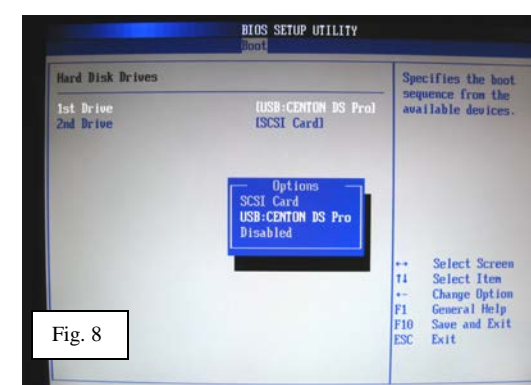 BIOS SETUP UTILITY
Boot
Hard Disk Drives
1st Drive [USB:CENTON DS Pro]
2nd Drive [SCSI Card]
Options
SCSI Card
USB:CENTON DS Pro
Disabled
Specifies the boot
sequence from the
available devices.
↔ Select Screen
↑↓ Select Item
+- Change Option
F1 General Help
F10 Save and Exit
ESC Exit
Fig. 8